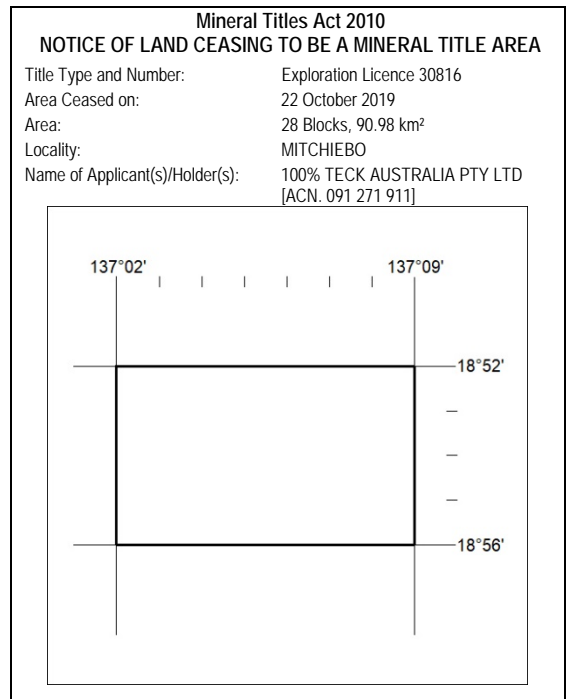 Mineral Titles Act 2010
NOTICE OF LAND CEASING TO BE A MINERAL TITLE AREA
Title Type and Number: Exploration Licence 30816
Area Ceased on: 22 October 2019
Area: 28 Blocks, 90.98 km²
Locality: MITCHIEBO
Name of Applicant(s)/Holder(s): 100% TECK AUSTRALIA PTY LTD
[ACN. 091 271 911]
137°02' 137°09'
18°52'
18°56'